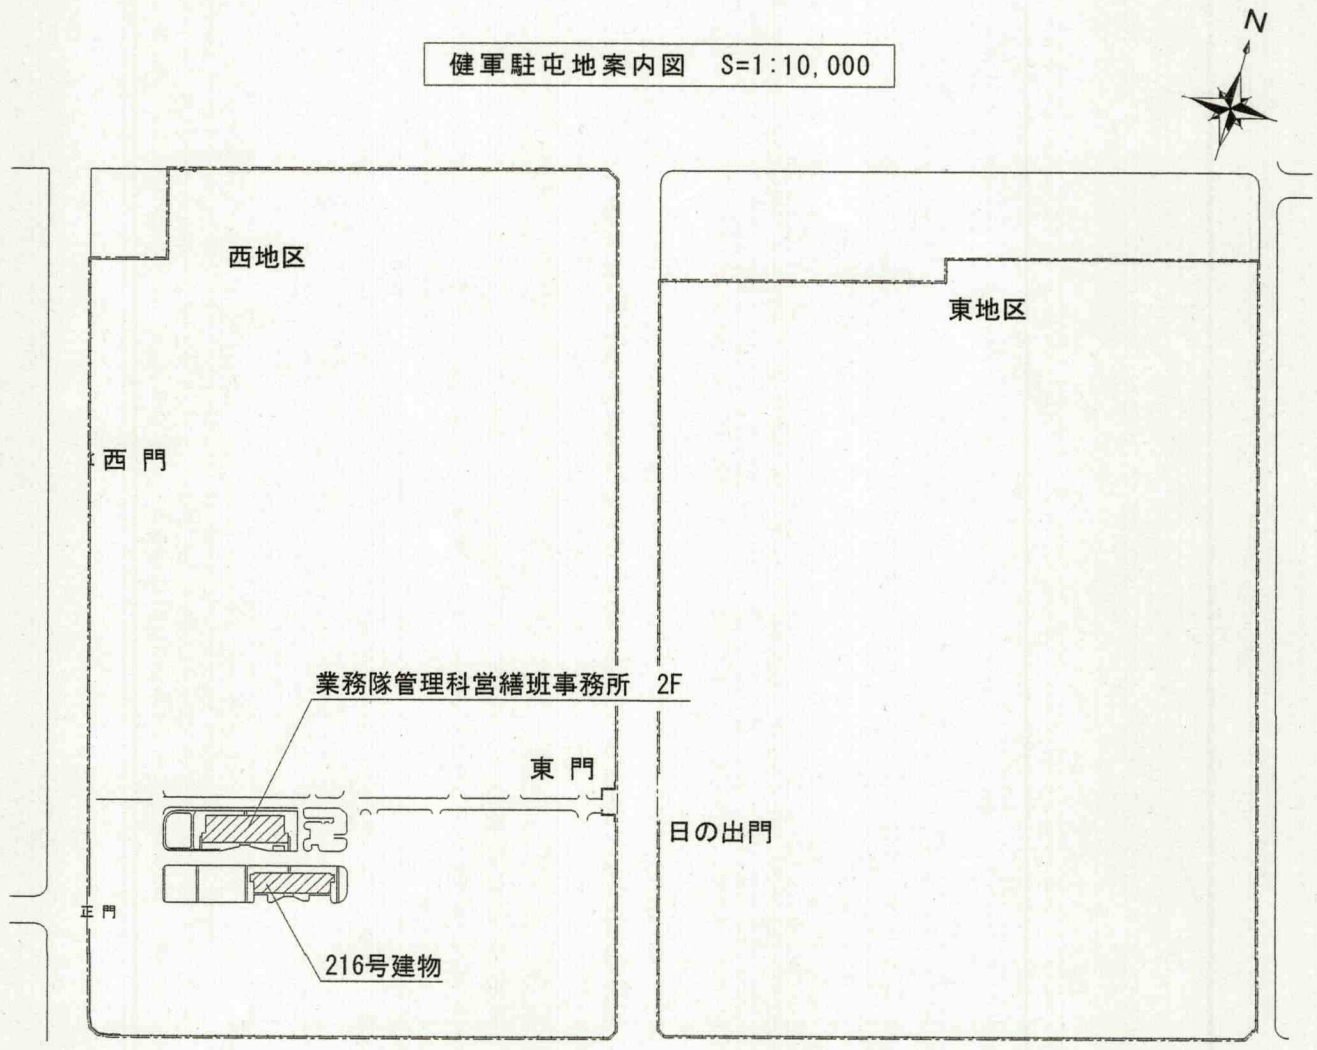 健軍駐屯地案内図　S=1:10,000
N
西地区
東地区
西門
業務隊管理科営繕班事務所　2F
東門
日の出門
正門
216号建物